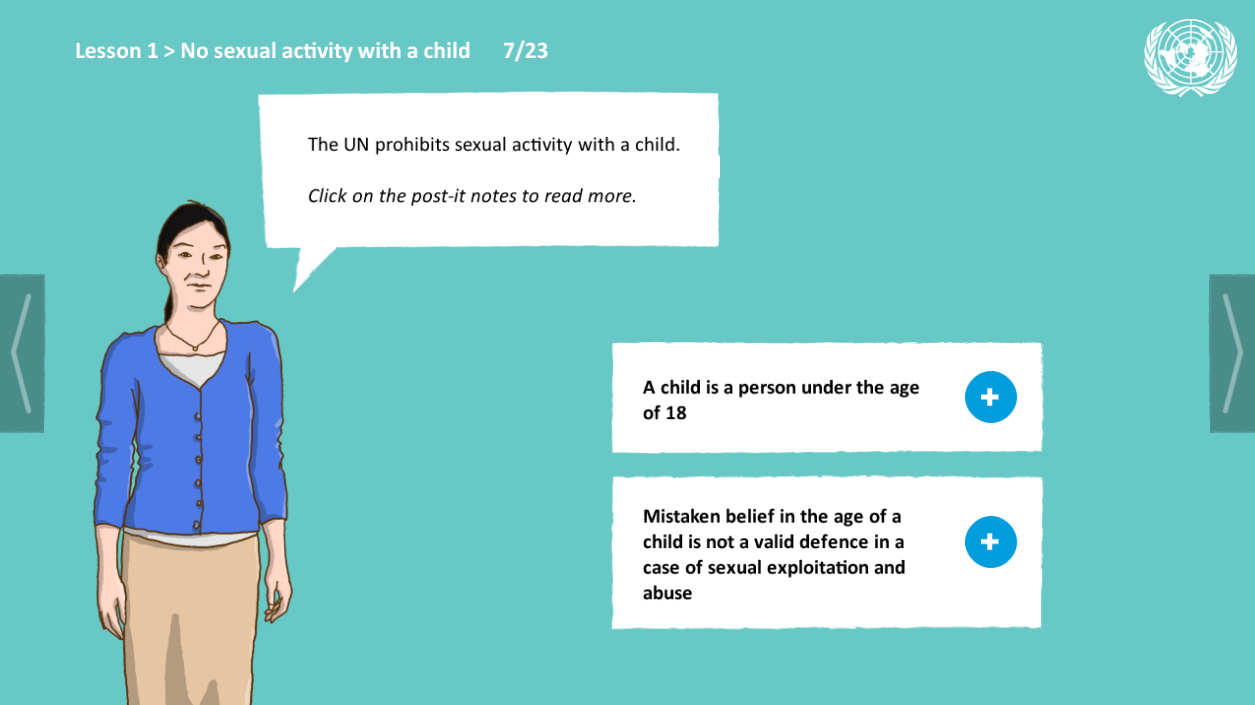 Lesson 1 > No sexual activity with a child 7/23
The UN prohibits sexual activity with a child.
Click on the post-it notes to read more.
A child is a person under the age
of 18
Mistaken belief in the age of a
child is not a valid defence in a
case of sexual exploitation and
abuse